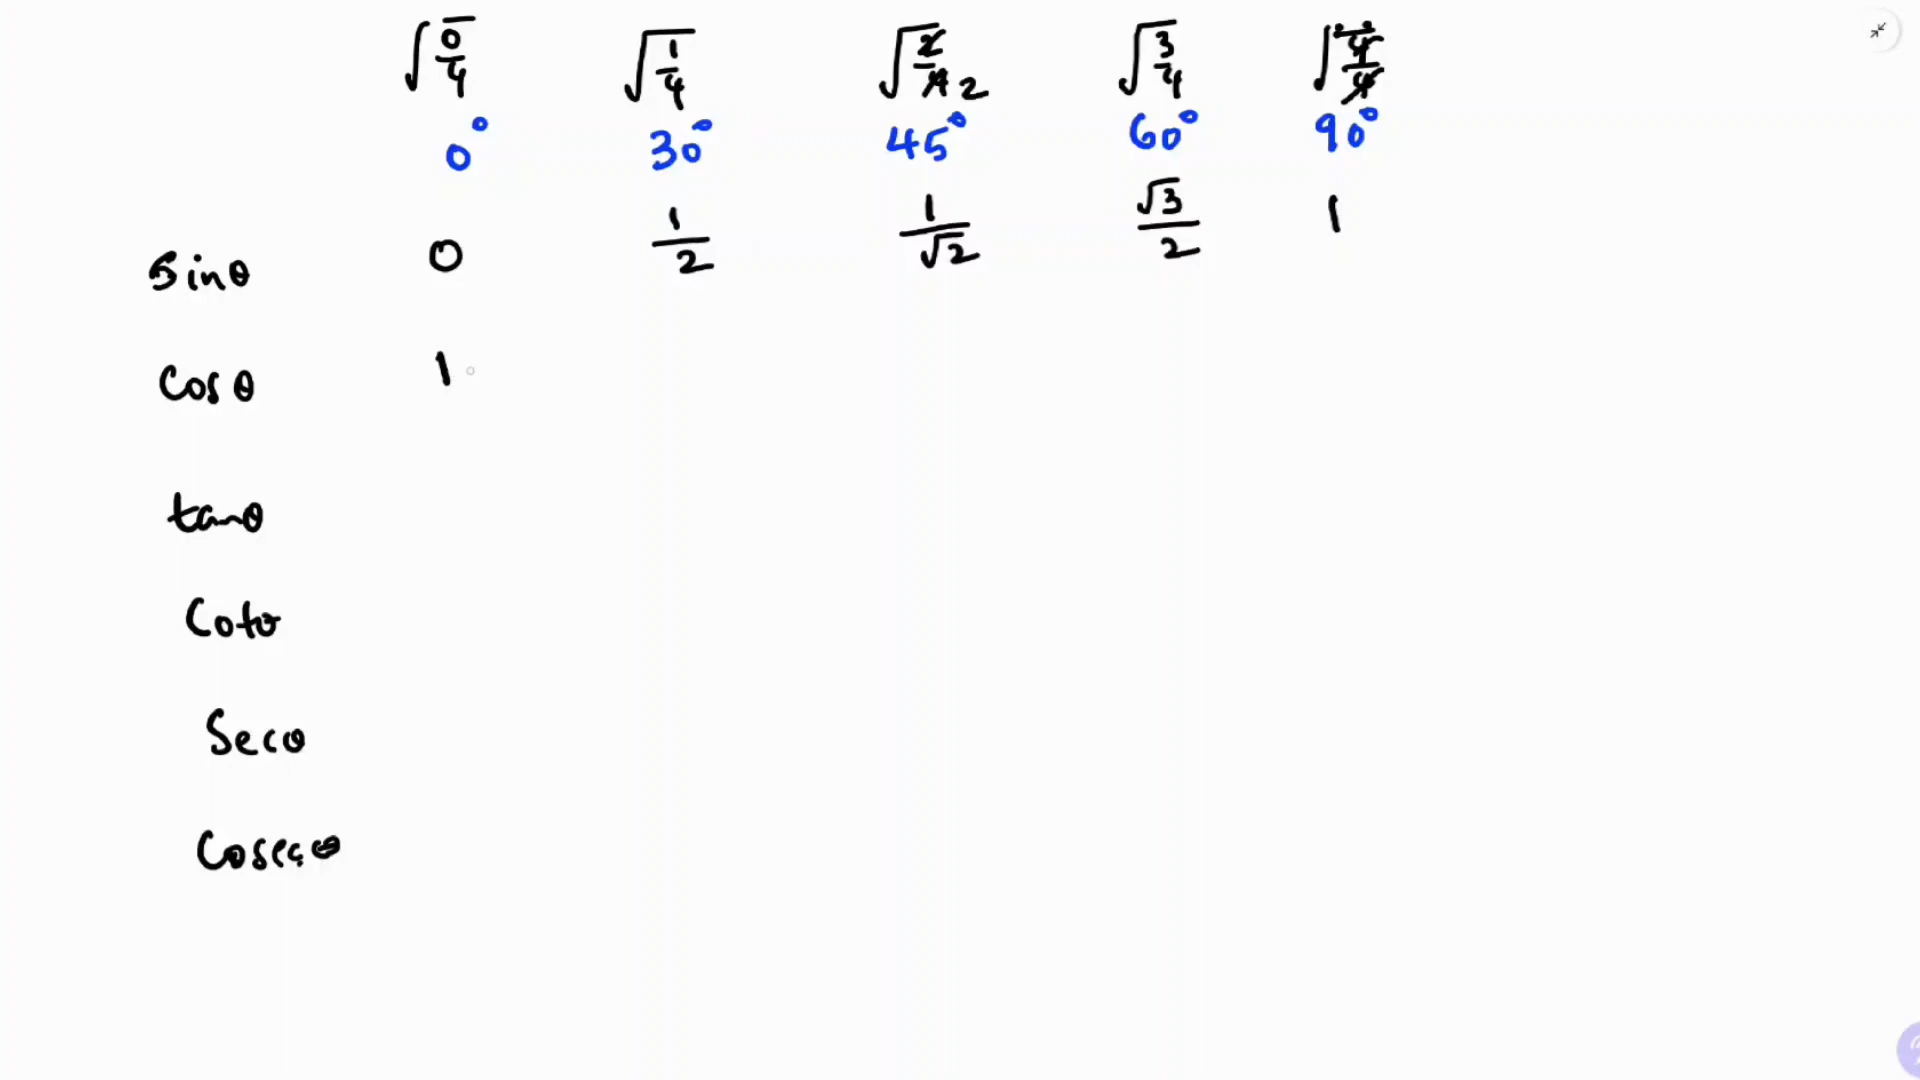 √0/4 √1/4 √2/4 2 √3/4 √4/4
0° 30° 45° 60° 90°
sinθ 0 1/2 1/√2 √3/2 1
Cosθ 1
tanθ
Cotθ
Secθ
Cosecθ